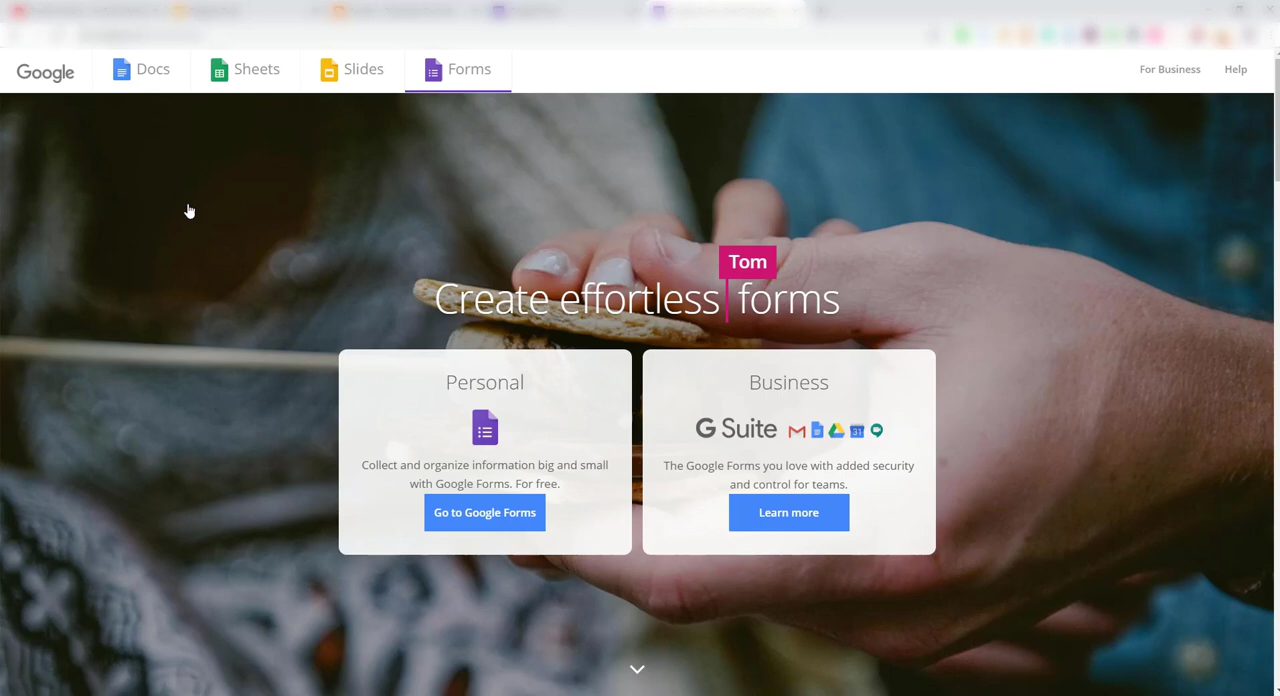 Google Docs Sheets Slides Forms For Business Help
Tom
Create effortless forms
Personal
Collect and organize information big and small
with Google Forms. For free.
Go to Google Forms
Business
G Suite 31
The Google Forms you love with added security
and control for teams.
Learn more